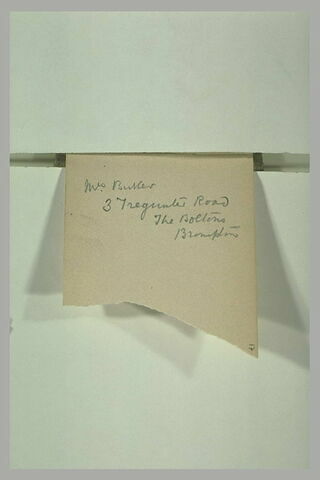 Mrs Butler
3 Tregunter Road
The Boltons
Brompton